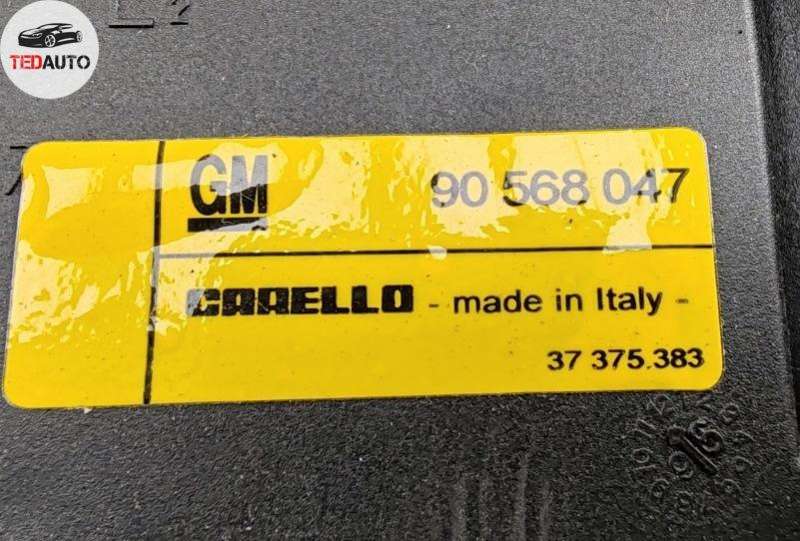 TEDAUTO
GM 90 568 047
CARELLO - made in Italy -
37 375.383